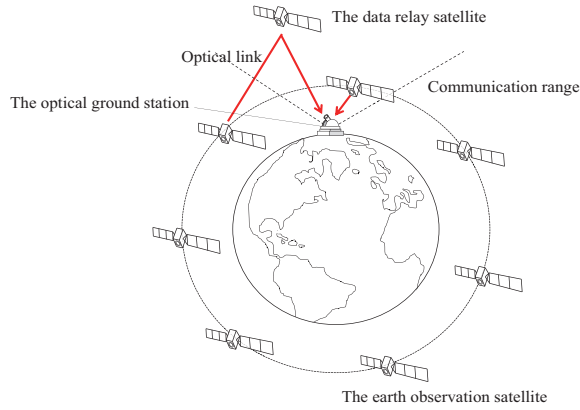 The data relay satellite
Optical link
Communication range
The optical ground station
The earth observation satellite